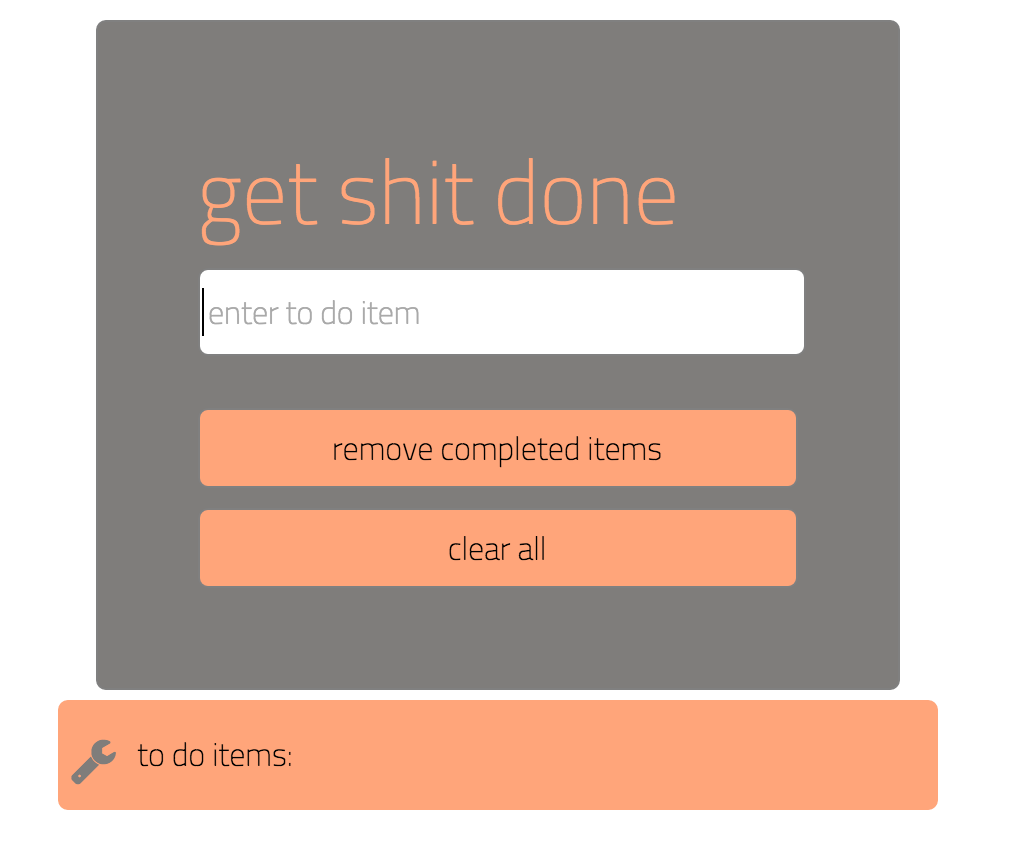 get shit done
enter to do item
remove completed items
clear all
to do items: